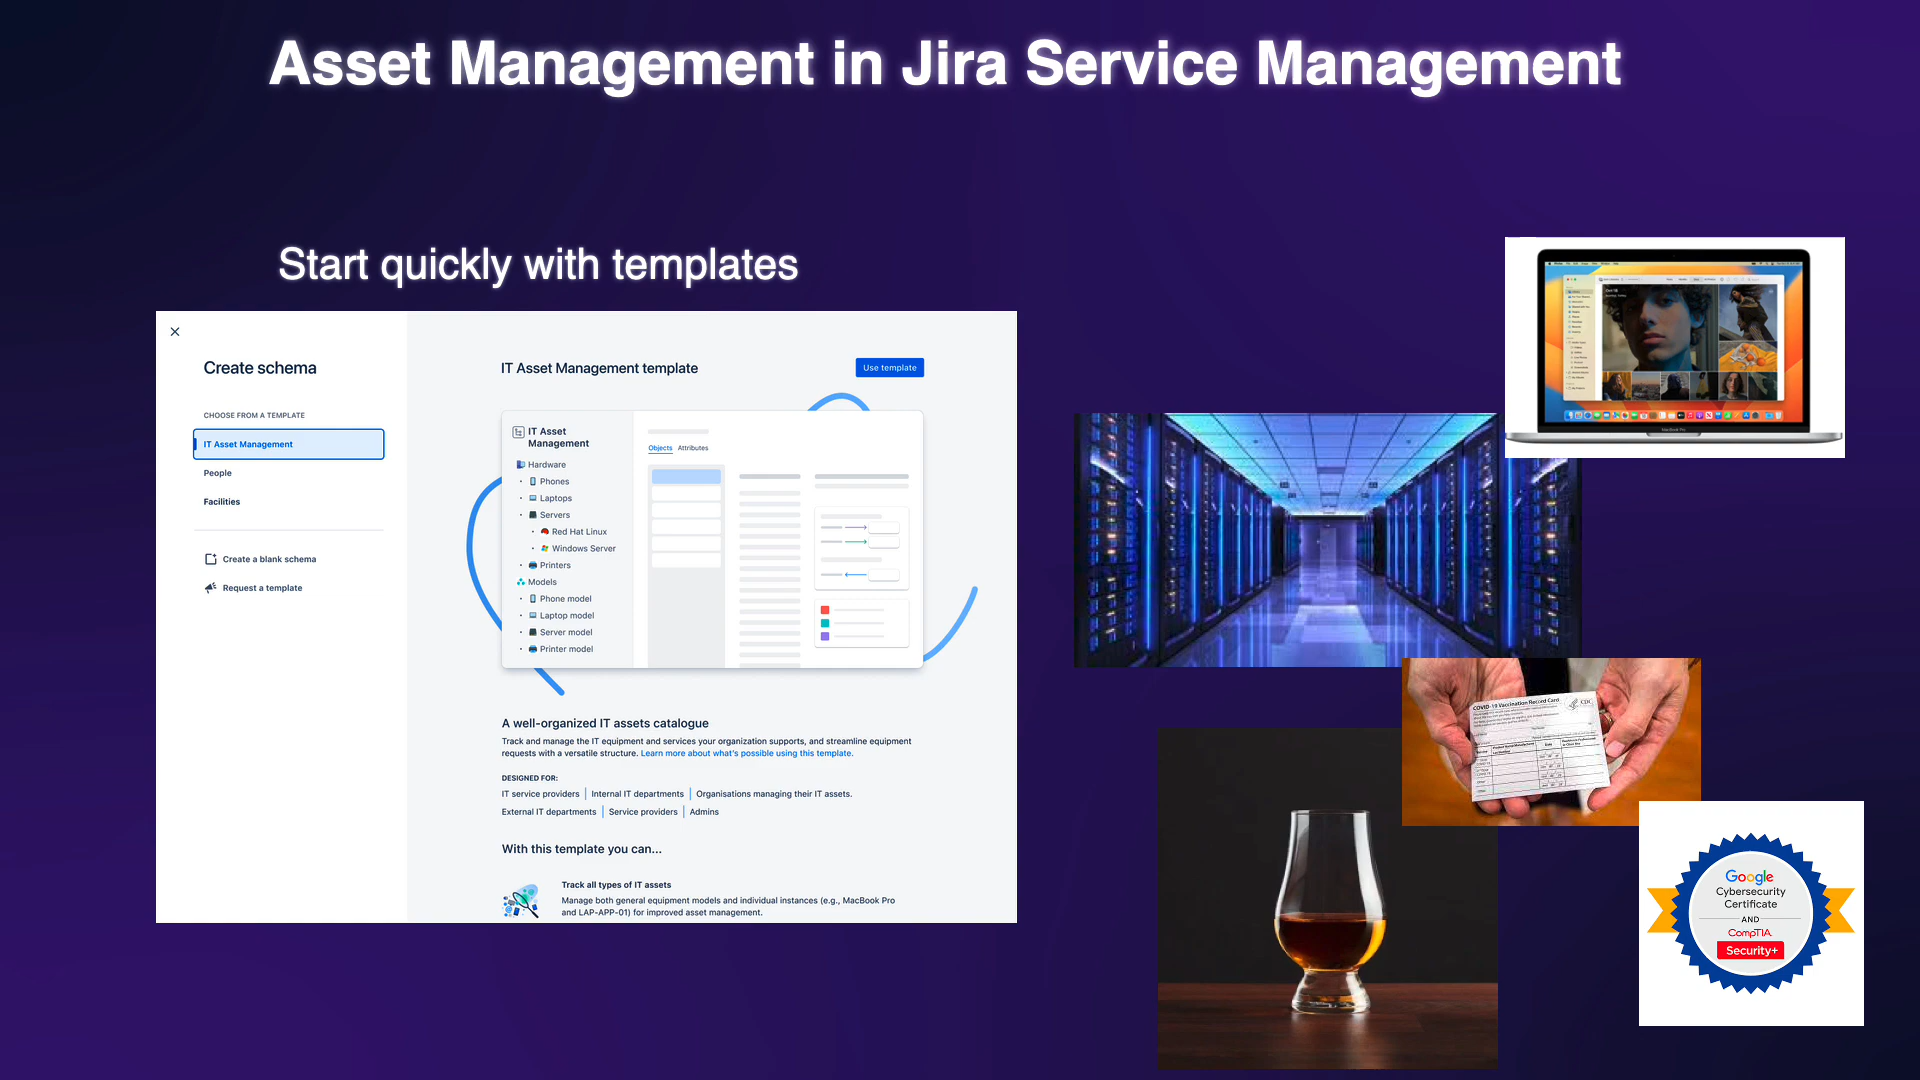 Asset Management in Jira Service Management
Start quickly with templates
Create schema
CHOOSE FROM A TEMPLATE
IT Asset Management
People
Facilities
Create a blank schema
Request a template
IT Asset Management template
Use template
IT Asset
Management
Hardware
Phones
Laptops
Servers
Red Hat Linux
Windows Server
Printers
Models
Phone model
Laptop model
Server model
Printer model
Objects Attributes
A well-organized IT assets catalogue
Track and manage the IT equipment and services your organization supports, and streamline equipment
requests with a versatile structure. Learn more about what's possible using this template.
DESIGNED FOR:
IT service providers | Internal IT departments | Organisations managing their IT assets.
External IT departments | Service providers | Admins
With this template you can...
Track all types of IT assets
Manage both general equipment models and individual instances (e.g., MacBook Pro
and LAP-APP-01) for improved asset management.
MacBook Pro
COVID-19 Vaccination Record Card
CDC
Google
Cybersecurity
Certificate
AND
CompTIA
Security+